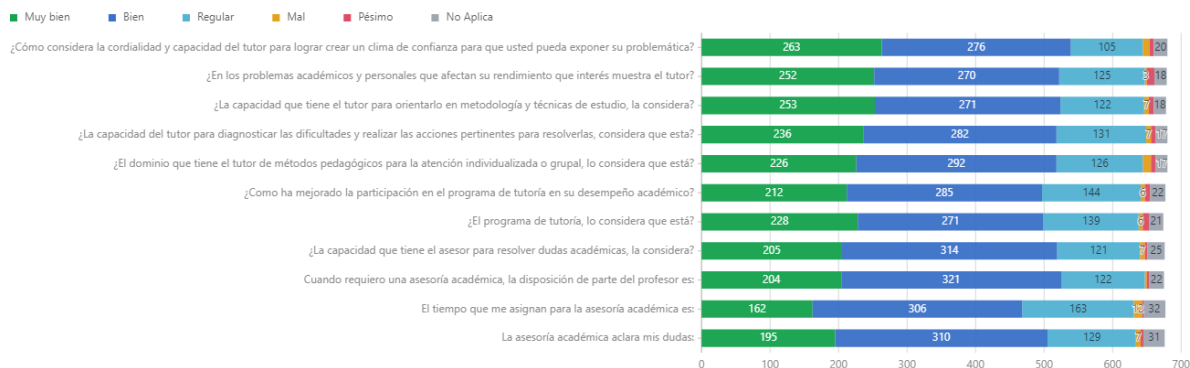 Muy bien Bien Regular Mal Pésimo No Aplica
¿Cómo considera la cordialidad y capacidad del tutor para lograr crear un clima de confianza para que usted pueda exponer su problemática? 263 276 105 20
¿En los problemas académicos y personales que afectan su rendimiento que interés muestra el tutor? 252 270 125 18
¿La capacidad que tiene el tutor para orientarlo en metodología y técnicas de estudio, la considera? 253 271 122 7 18
¿La capacidad del tutor para diagnosticar las dificultades y realizar las acciones pertinentes para resolverlas, considera que esta? 236 282 131 7 17
¿El dominio que tiene el tutor de métodos pedagógicos para la atención individualizada o grupal, lo considera que está? 226 292 126 17
¿Como ha mejorado la participación en el programa de tutoría en su desempeño académico? 212 285 144 6 22
¿El programa de tutoría, lo considera que está? 228 271 139 6 21
¿La capacidad que tiene el asesor para resolver dudas académicas, la considera? 205 314 121 7 25
Cuando requiero una asesoría académica, la disposición de parte del profesor es: 204 321 122 22
El tiempo que me asignan para la asesoría académica es: 162 306 163 32
La asesoría académica aclara mis dudas: 195 310 129 7 31
0 100 200 300 400 500 600 700